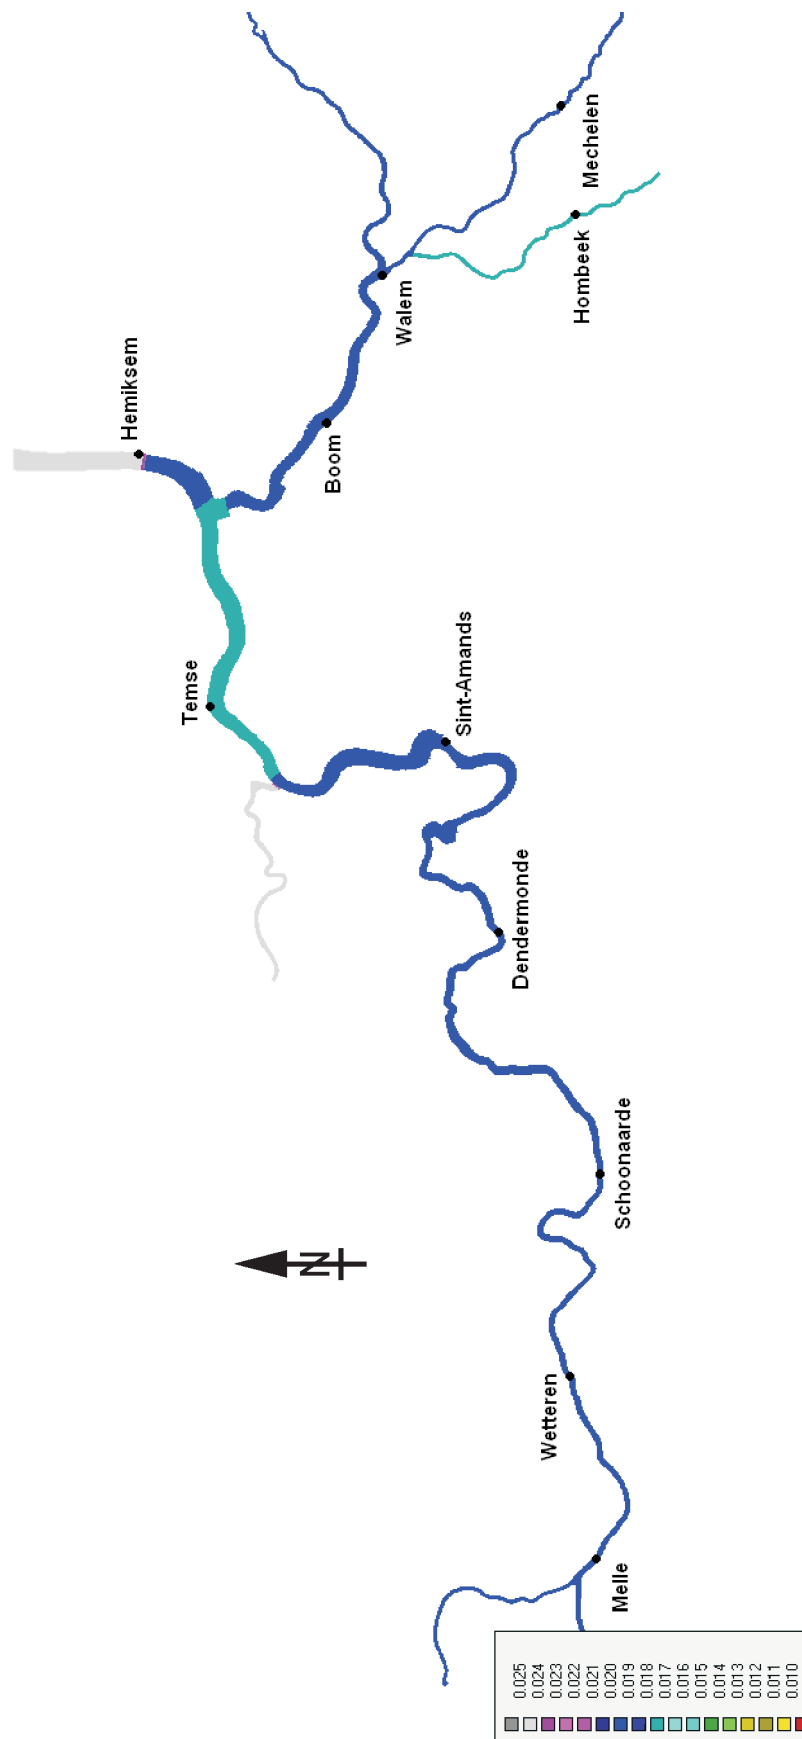 Hemiksem
Mechelen
Hombeek
Walem
Boom
Temse
Sint-Amands
Dendermonde
Schoonaarde
N
Wetteren
Melle
0.025
0.024
0.023
0.022
0.021
0.020
0.019
0.018
0.017
0.016
0.015
0.014
0.013
0.012
0.011
0.010